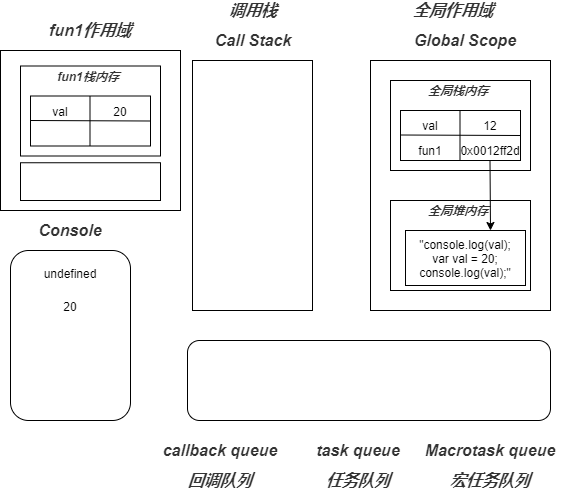 fun1作用域
fun1栈内存
val 20
Console
undefined
20
调用栈
Call Stack
全局作用域
Global Scope
全局栈内存
val 12
fun1 0x0012ff2d
全局堆内存
"console.log(val);
var val = 20;
console.log(val);"
callback queue task queue Macrotask queue
回调队列 任务队列 宏任务队列